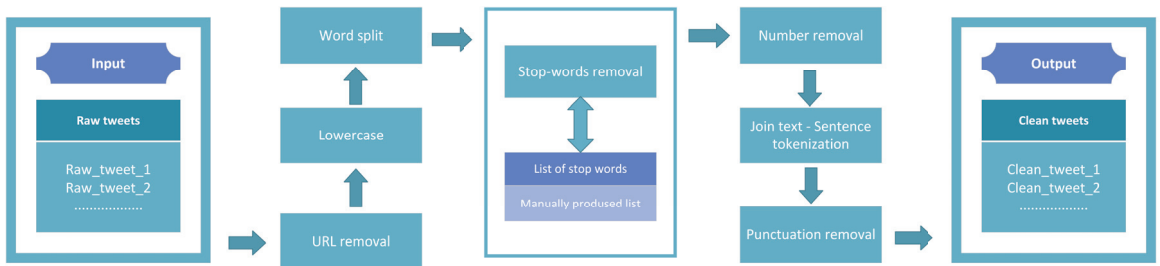 Input
Raw tweets
Raw_tweet_1
Raw_tweet_2
..................
URL removal
Lowercase
Word split
Stop-words removal
List of stop words
Manually prodused list
Number removal
Join text - Sentence
tokenization
Punctuation removal
Output
Clean tweets
Clean_tweet_1
Clean_tweet_2
..................